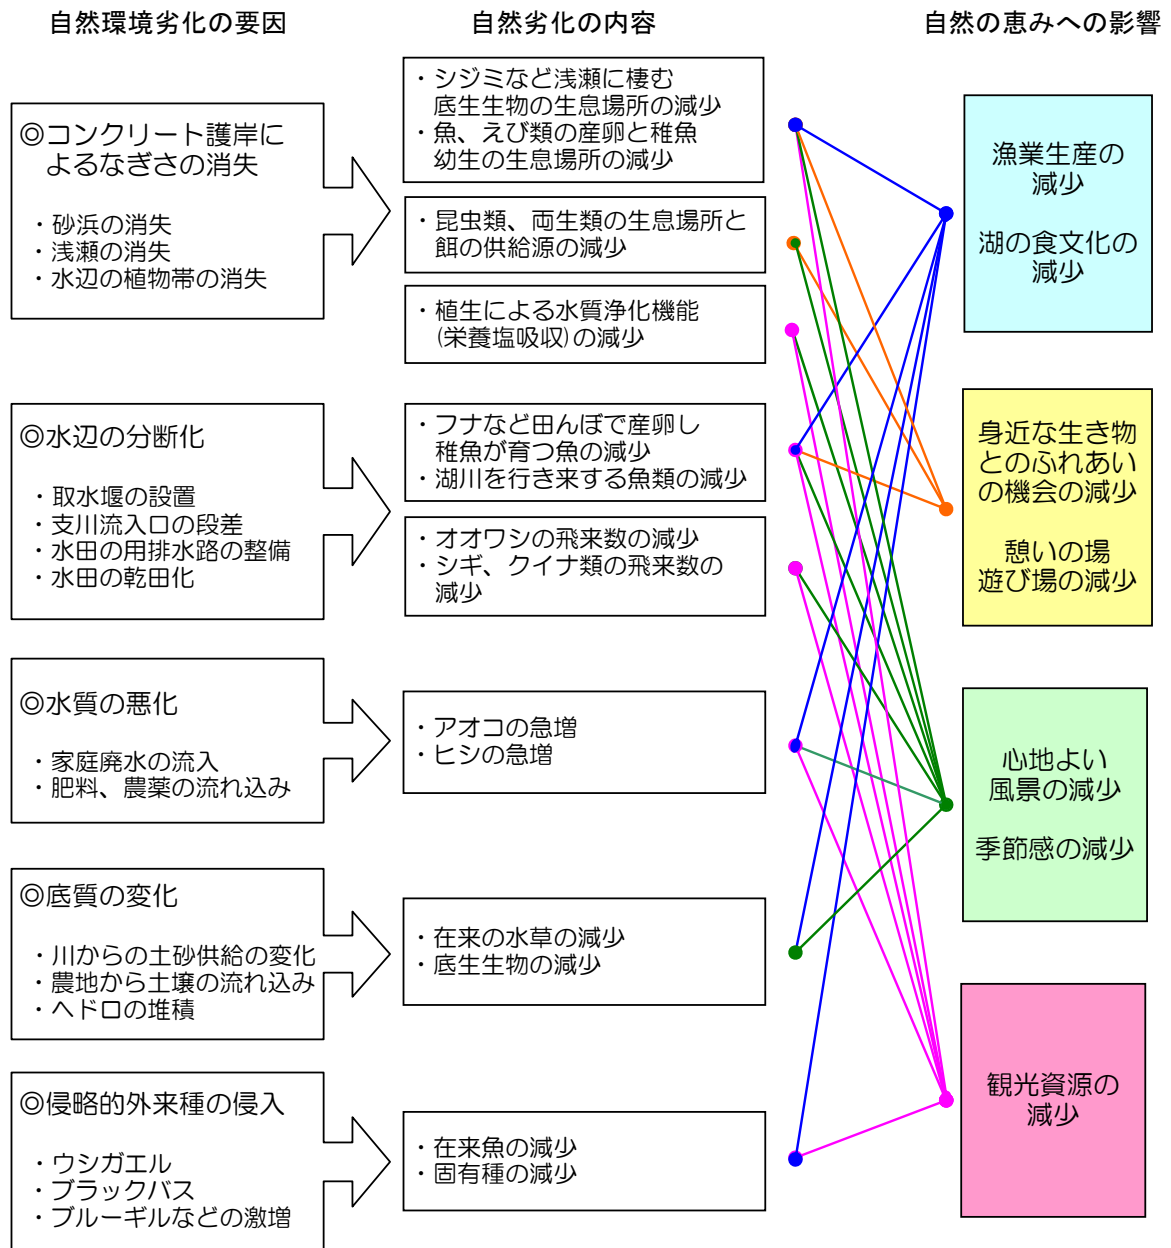 自然環境劣化の要因
自然劣化の内容
自然の恵みへの影響
◎コンクリート護岸に
よるなぎさの消失
・砂浜の消失
・浅瀬の消失
・水辺の植物帯の消失
・シジミなど浅瀬に棲む
底生生物の生息場所の減少
・魚、えび類の産卵と稚魚
幼生の生息場所の減少
・昆虫類、両生類の生息場所と
餌の供給源の減少
・植生による水質浄化機能
(栄養塩吸収)の減少
◎水辺の分断化
・取水堰の設置
・支川流入口の段差
・水田の用排水路の整備
・水田の乾田化
・フナなど田んぼで産卵し
稚魚が育つ魚の減少
・湖川を行き来する魚類の減少
・オオワシの飛来数の減少
・シギ、クイナ類の飛来数の
減少
◎水質の悪化
・家庭廃水の流入
・肥料、農薬の流れ込み
・アオコの急増
・ヒシの急増
◎底質の変化
・川からの土砂供給の変化
・農地から土壌の流れ込み
・ヘドロの堆積
・在来の水草の減少
・底生生物の減少
◎侵略的外来種の侵入
・ウシガエル
・ブラックバス
・ブルーギルなどの激増
・在来魚の減少
・固有種の減少
漁業生産の
減少
湖の食文化の
減少
身近な生き物
とのふれあい
の機会の減少
憩いの場
遊び場の減少
心地よい
風景の減少
季節感の減少
観光資源の
減少